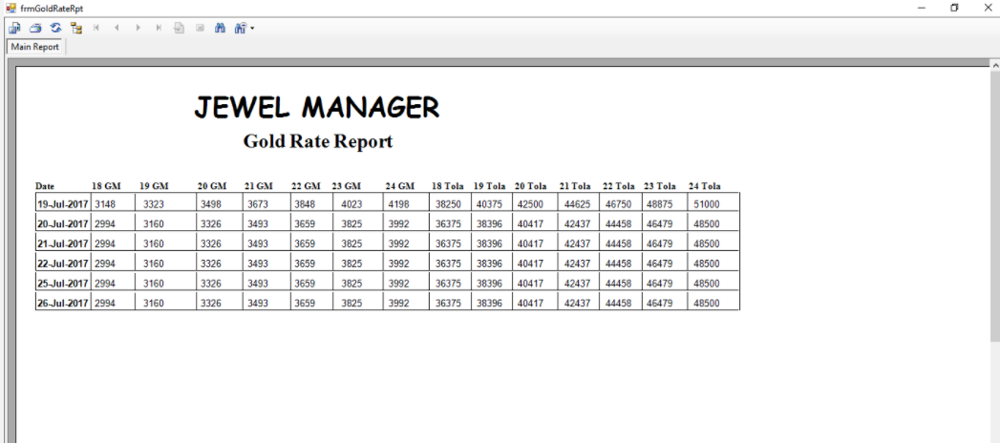 frmGoldRateRpt
Main Report
JEWEL MANAGER
Gold Rate Report
Date 18 GM 19 GM 20 GM 21 GM 22 GM 23 GM 24 GM 18 Tola 19 Tola 20 Tola 21 Tola 22 Tola 23 Tola 24 Tola
19-Jul-2017 3148 3323 3498 3673 3848 4023 4198 38250 40375 42500 44625 46750 48875 51000
20-Jul-2017 2994 3160 3326 3493 3659 3825 3992 36375 38396 40417 42437 44458 46479 48500
21-Jul-2017 2994 3160 3326 3493 3659 3825 3992 36375 38396 40417 42437 44458 46479 48500
22-Jul-2017 2994 3160 3326 3493 3659 3825 3992 36375 38396 40417 42437 44458 46479 48500
25-Jul-2017 2994 3160 3326 3493 3659 3825 3992 36375 38396 40417 42437 44458 46479 48500
26-Jul-2017 2994 3160 3326 3493 3659 3825 3992 36375 38396 40417 42437 44458 46479 48500